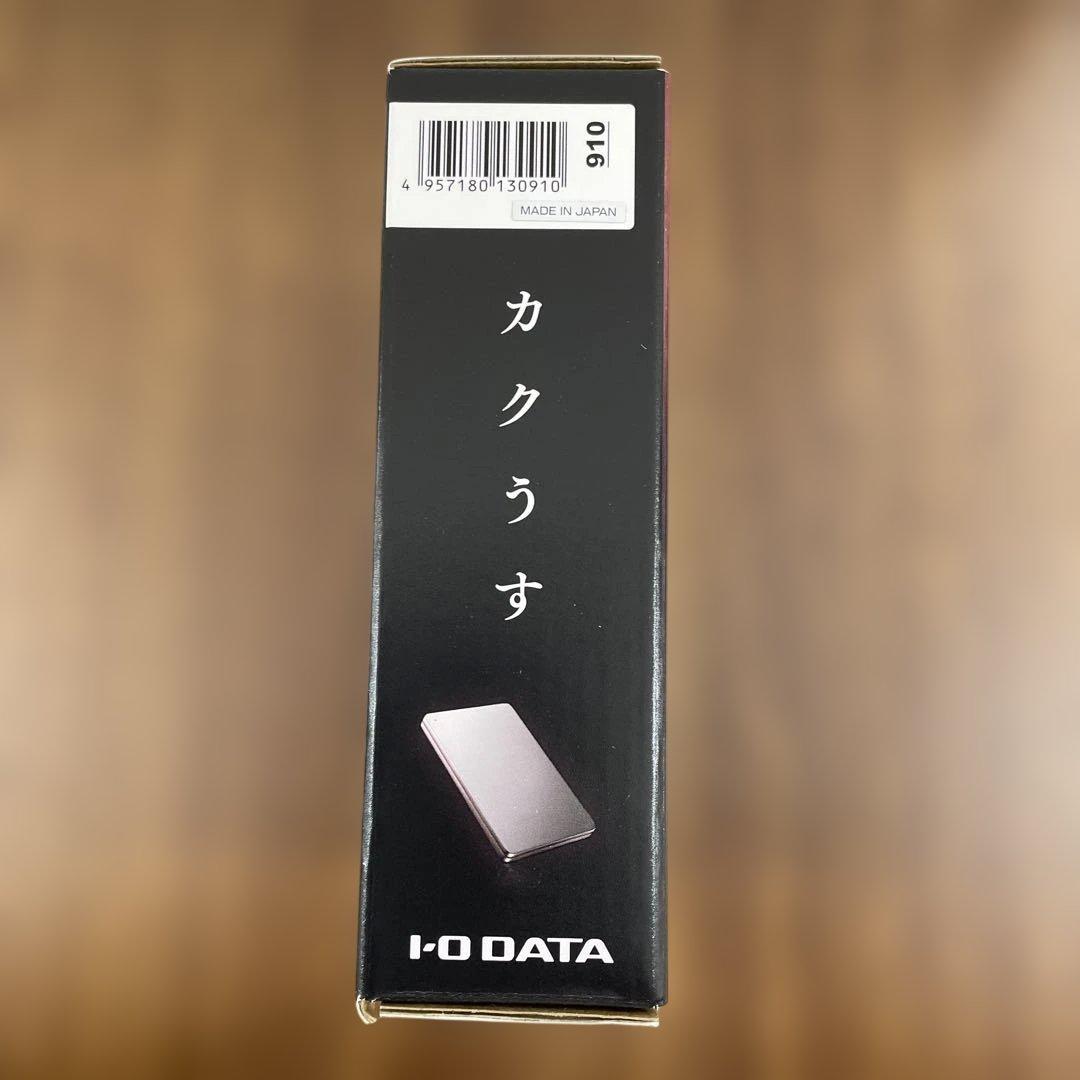 4 957180 130910
910
MADE IN JAPAN
カクうす
I-O DATA